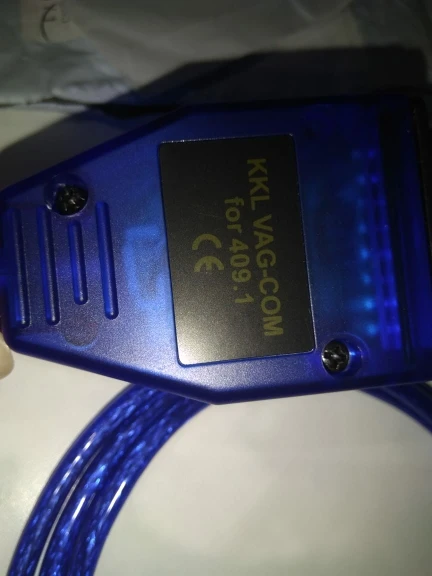 KKL VAG-COM
for 409.1
CE